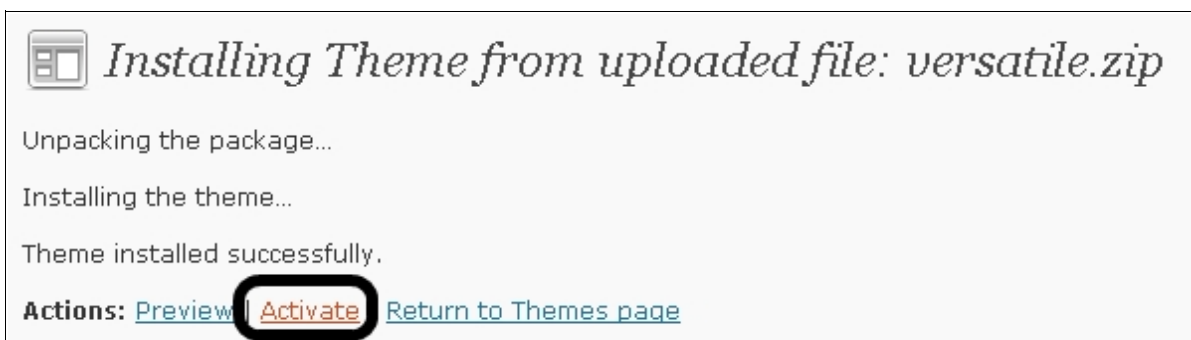 Installing Theme from uploaded file: versatile.zip
Unpacking the package...
Installing the theme...
Theme installed successfully.
Actions: Preview | Activate Return to Themes page